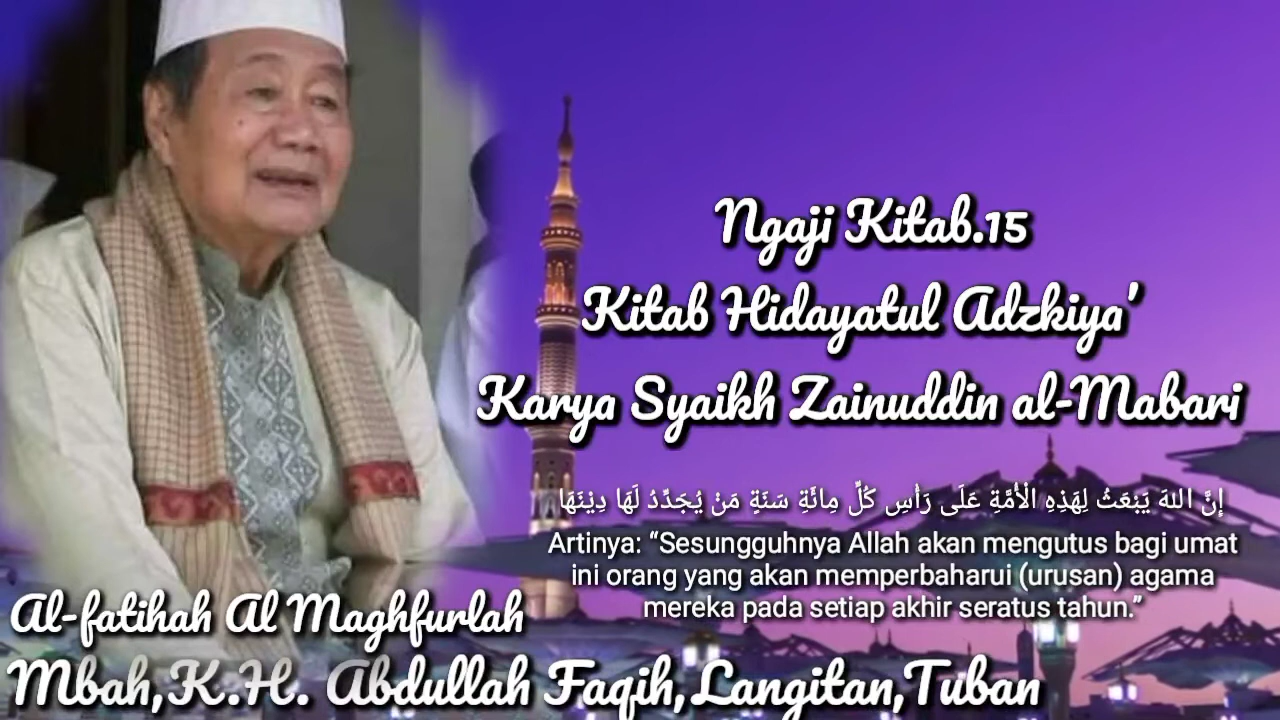 Ngaji Kitab.15
Kitab Hidayatul Adzkiya'
Karya Syaikh Zainuddin al-Mabari
إِنَّ اللهَ يَبْعَثُ لِهَذِهِ الْأُمَّةِ عَلَى رَأْسِ كُلِّ مِائَةِ سَنَةٍ مَنْ يُجَدِّدُ لَهَا دِيْنَهَا
Artinya: “Sesungguhnya Allah akan mengutus bagi umat
ini orang yang akan memperbaharui (urusan) agama
mereka pada setiap akhir seratus tahun.”
Al-fatihah Al Maghfurlah
Mbah,K.H. Abdullah Faqih,Langitan,Tuban